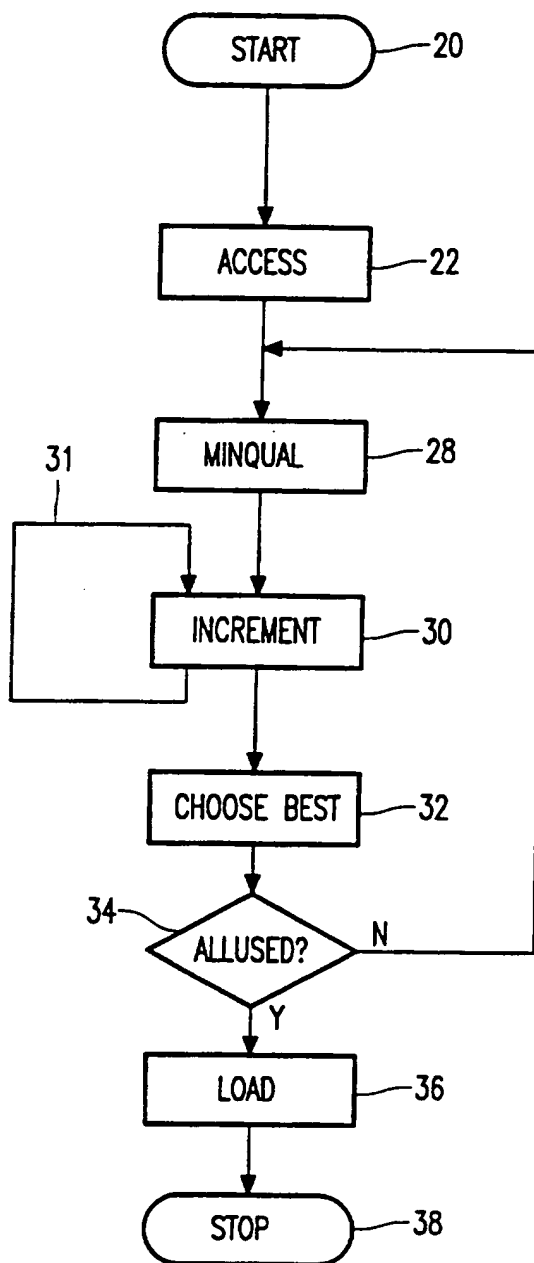 START 20
ACCESS 22
MINQUAL 28
31
INCREMENT 30
CHOOSE BEST 32
34
ALLUSED? N
Y
LOAD 36
STOP 38